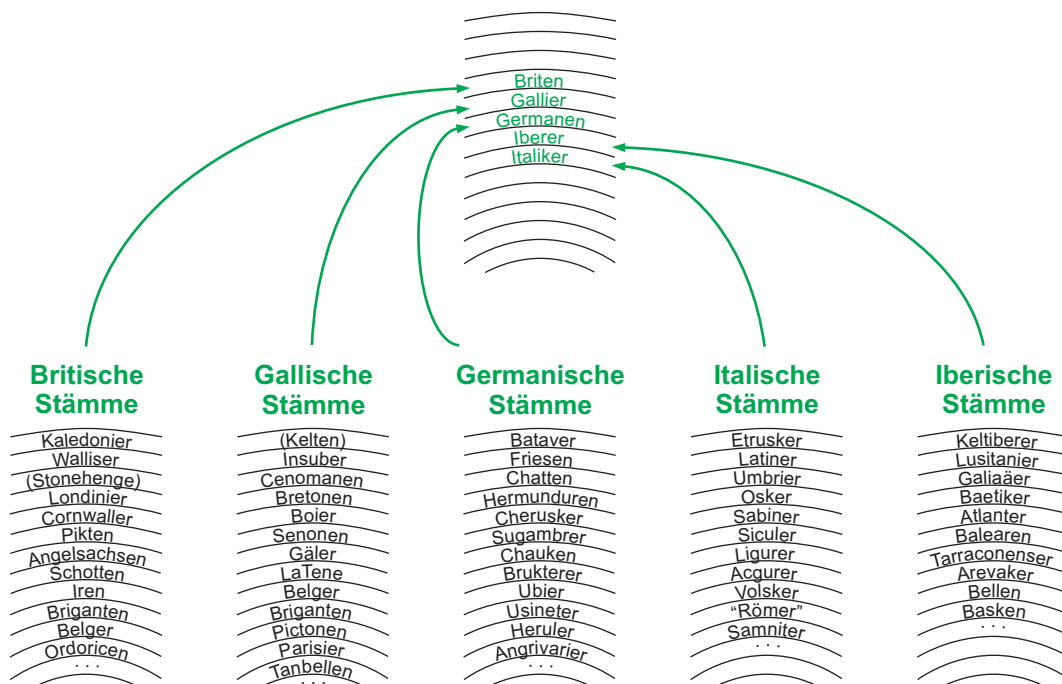 Briten
Gallier
Germanen
Iberer
Italiker
Britische
Stämme
Kaledonier
Walliser
(Stonehenge)
Londinier
Cornwaller
Pikten
Angelsachsen
Schotten
Iren
Briganten
Belger
Ordoricen
. . .
Gallische
Stämme
(Kelten)
Insuber
Cenomanen
Bretonen
Boier
Senonen
Gäler
LaTene
Belger
Briganten
Pictonen
Parisier
Tanbellen
. . .
Germanische
Stämme
Bataver
Friesen
Chatten
Hermunduren
Cherusker
Sugambrer
Chauken
Brukterer
Ubier
Usineter
Heruler
Angrivarier
. . .
Italische
Stämme
Etrusker
Latiner
Umbrier
Osker
Sabiner
Siculer
Ligurer
Acgurer
Volsker
“Römer”
Samniter
. . .
Iberische
Stämme
Keltiberer
Lusitanier
Galiaäer
Baetiker
Atlanter
Balearen
Tarraconenser
Arevaker
Bellen
Basken
. . .